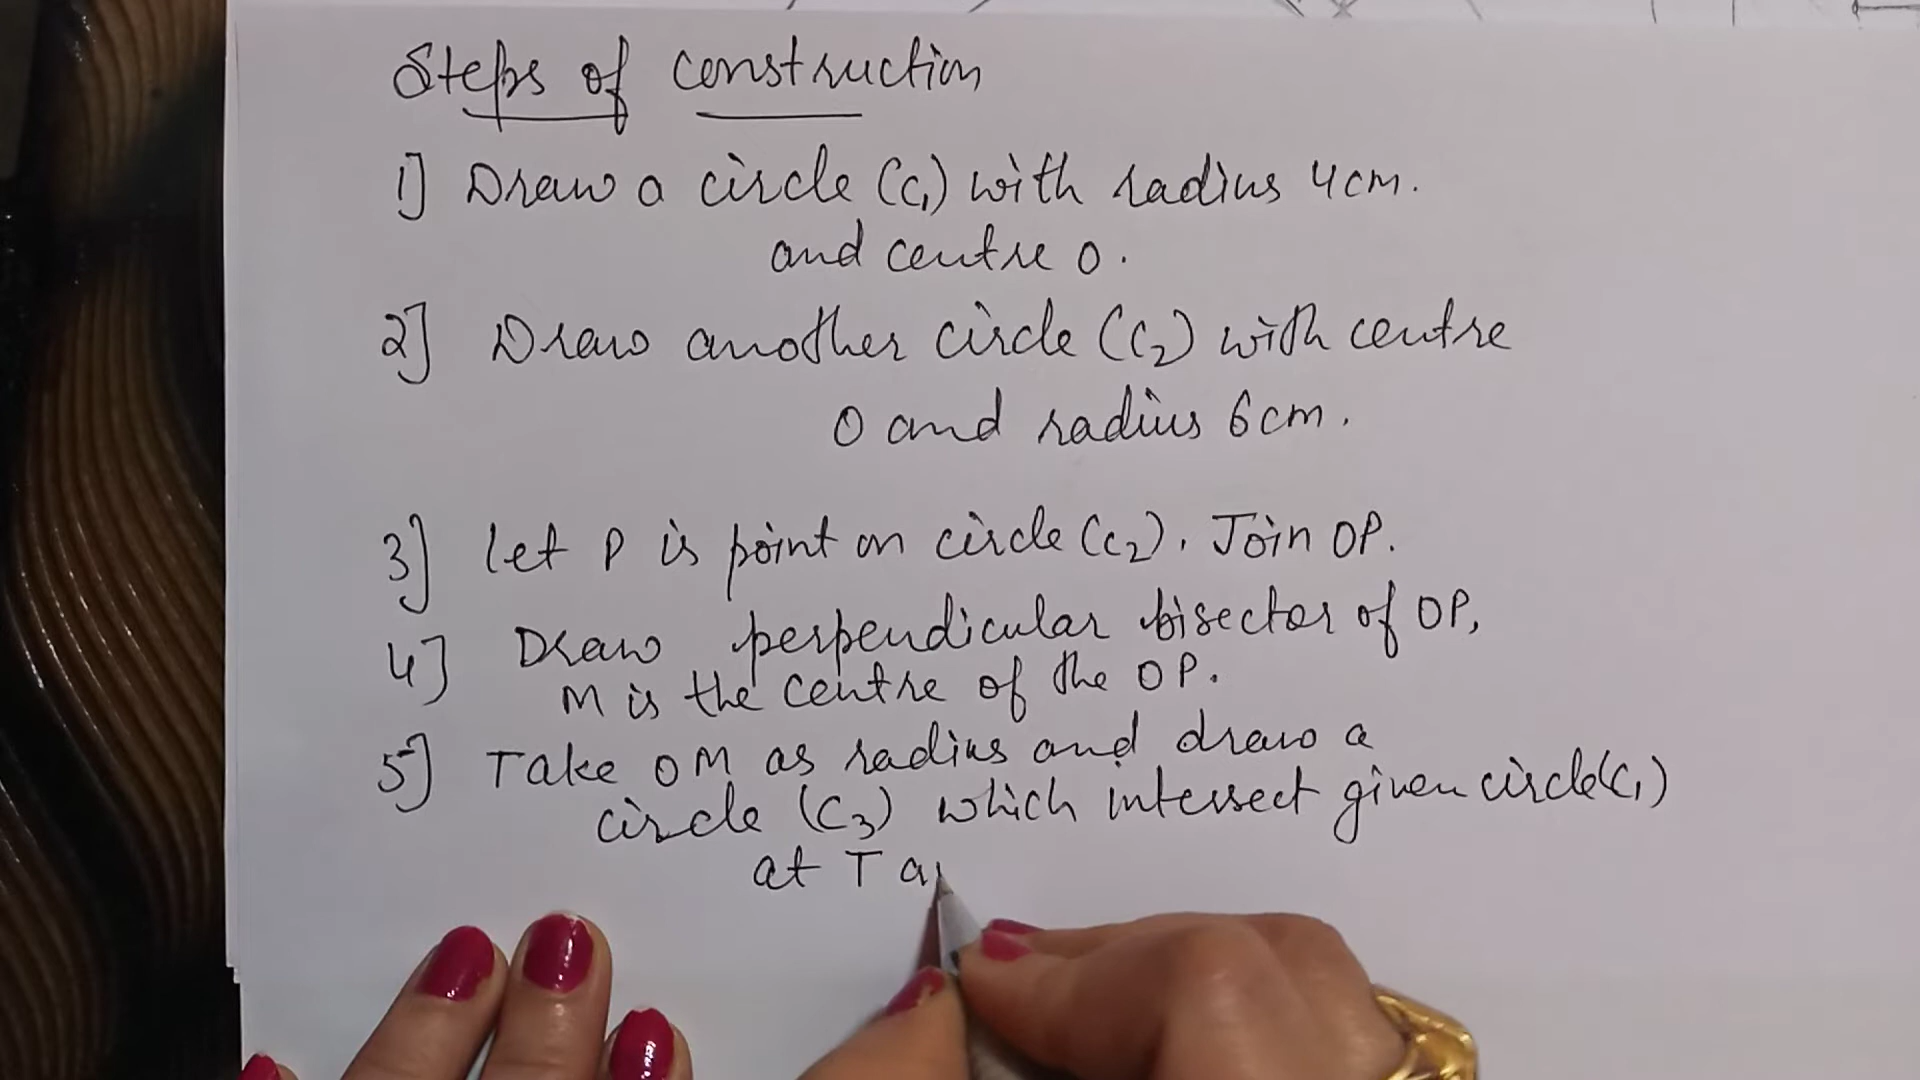 Steps of construction
1] Draw a circle (C₁) with radius 4cm.
and centre O.
2] Draw another circle (C₂) with centre
O and radius 6cm.
3] Let P is point on circle (C₂). Join OP.
4] Draw perpendicular bisector of OP,
M is the centre of the OP.
5] Take OM as radius and draw a
circle (C₃) which intersect given circle (C₁)
at T a